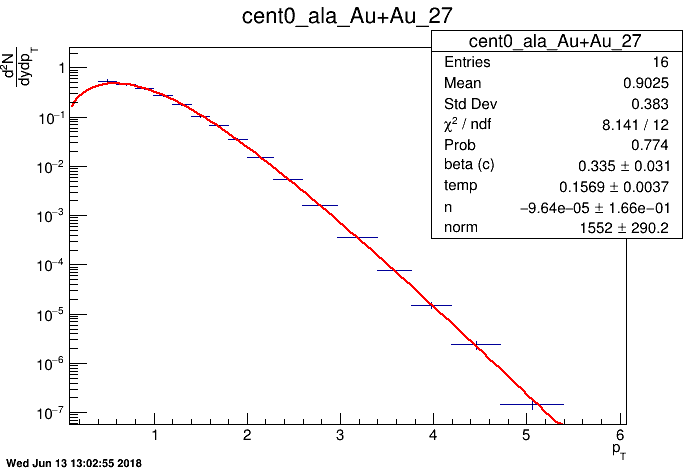 cent0_ala_Au+Au_27
cent0_ala_Au+Au_27
Entries 16
Mean 0.9025
Std Dev 0.383
χ² / ndf 8.141 / 12
Prob 0.774
beta (c) 0.335 ± 0.031
temp 0.1569 ± 0.0037
n −9.64e−05 ± 1.66e−01
norm 1552 ± 290.2
d²N
dydp_T
1
10⁻¹
10⁻²
10⁻³
10⁻⁴
10⁻⁵
10⁻⁶
10⁻⁷
1 2 3 4 5 6
p_T
Wed Jun 13 13:02:55 2018